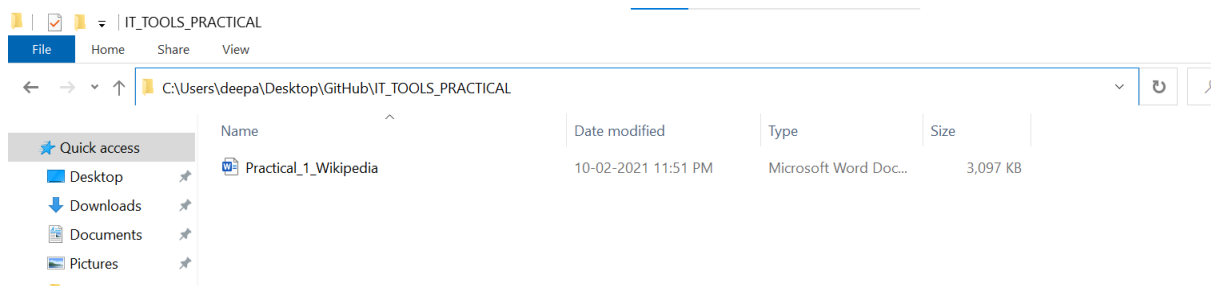 IT_TOOLS_PRACTICAL
File Home Share View
C:\Users\deepa\Desktop\GitHub\IT_TOOLS_PRACTICAL
Name Date modified Type Size
Quick access
Practical_1_Wikipedia 10-02-2021 11:51 PM Microsoft Word Doc... 3,097 KB
Desktop
Downloads
Documents
Pictures